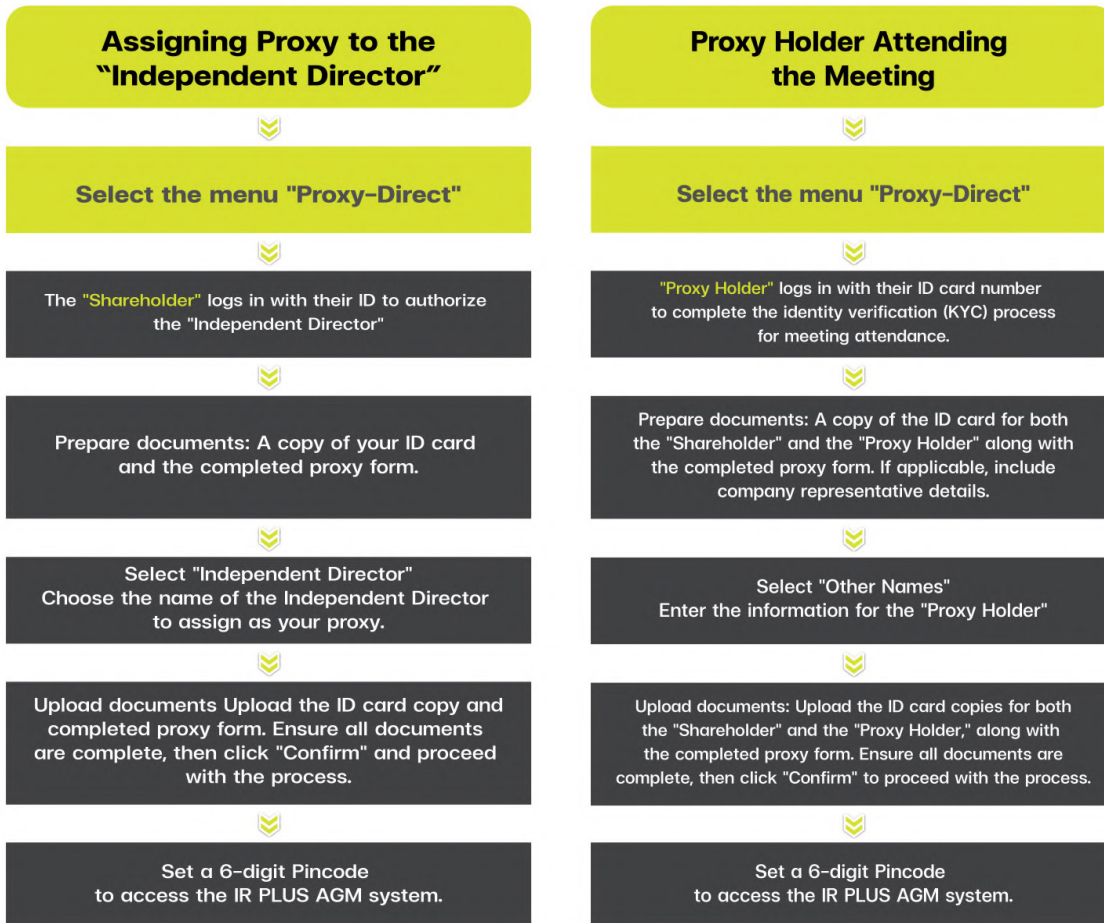 Assigning Proxy to the
“Independent Director”
Select the menu "Proxy-Direct"
The "Shareholder" logs in with their ID to authorize
the "Independent Director"
Prepare documents: A copy of your ID card
and the completed proxy form.
Select "Independent Director"
Choose the name of the Independent Director
to assign as your proxy.
Upload documents Upload the ID card copy and
completed proxy form. Ensure all documents
are complete, then click "Confirm" and proceed
with the process.
Set a 6-digit Pincode
to access the IR PLUS AGM system.
Proxy Holder Attending
the Meeting
Select the menu "Proxy-Direct"
"Proxy Holder" logs in with their ID card number
to complete the identity verification (KYC) process
for meeting attendance.
Prepare documents: A copy of the ID card for both
the "Shareholder" and the "Proxy Holder" along with
the completed proxy form. If applicable, include
company representative details.
Select "Other Names"
Enter the information for the "Proxy Holder"
Upload documents: Upload the ID card copies for both
the "Shareholder" and the "Proxy Holder," along with
the completed proxy form. Ensure all documents are
complete, then click "Confirm" to proceed with the process.
Set a 6-digit Pincode
to access the IR PLUS AGM system.